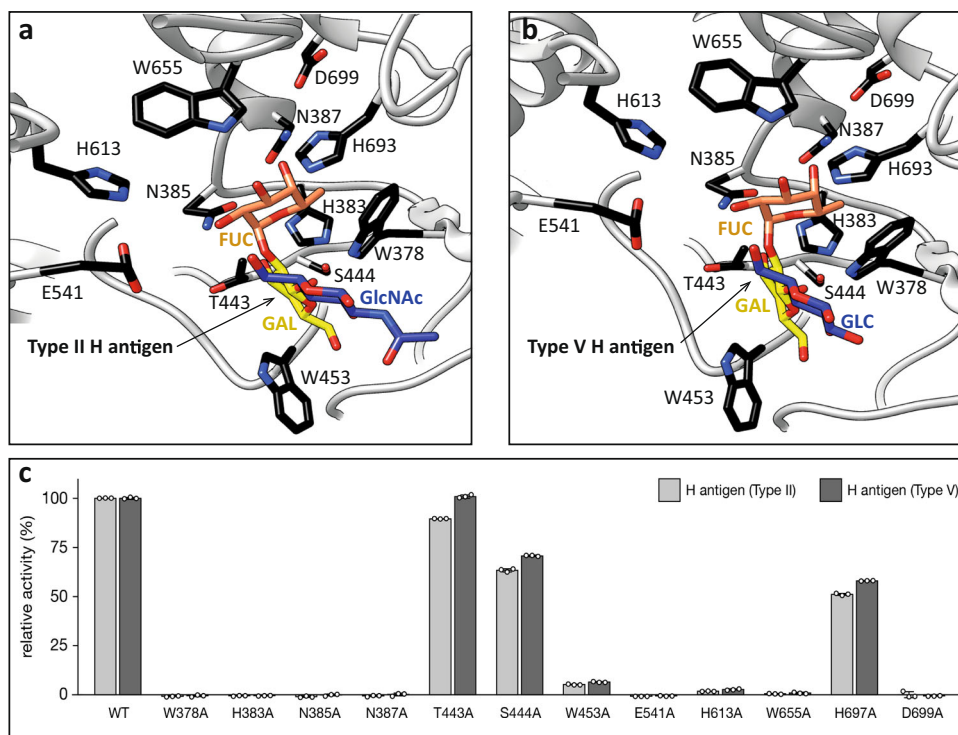 a
W655
D699
N387
H613
H693
N385
H383
FUC
W378
E541
S444
T443
GlcNAc
GAL
Type II H antigen
W453
b
W655
D699
H613
N387
H693
N385
E541
FUC
H383
T443
S444
W378
GAL
GLC
Type V H antigen
W453
c
H antigen (Type II) H antigen (Type V)
relative activity (%)
100
75
50
25
0
WT W378A H383A N385A N387A T443A S444A W453A E541A H613A W655A H697A D699A